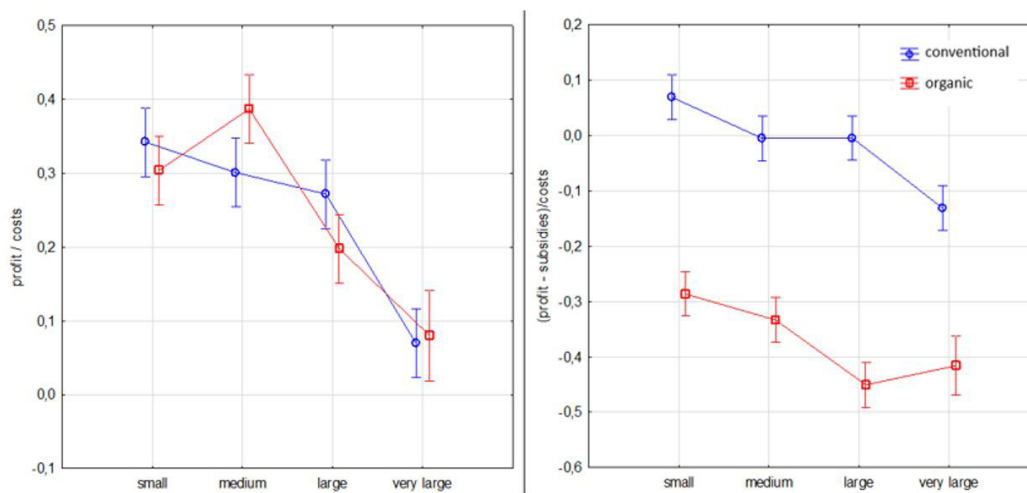 profit / costs
0,5
0,4
0,3
0,2
0,1
0,0
-0,1
small medium large very large
(profit - subsidies)/costs
0,2
0,1
0,0
-0,1
-0,2
-0,3
-0,4
-0,5
-0,6
small medium large very large
conventional
organic